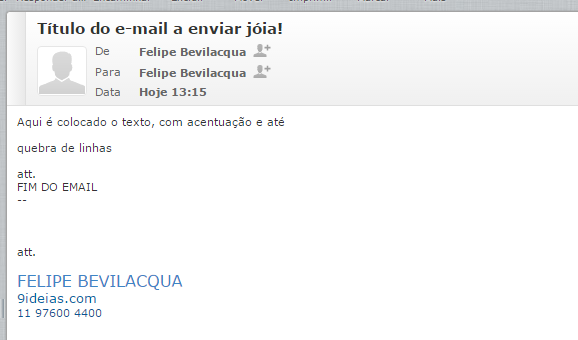 Título do e-mail a enviar jóia!
De Felipe Bevilacqua
Para Felipe Bevilacqua
Data Hoje 13:15
Aqui é colocado o texto, com acentuação e até
quebra de linhas
att.
FIM DO EMAIL
--
att.
FELIPE BEVILACQUA
9ideias.com
11 97600 4400